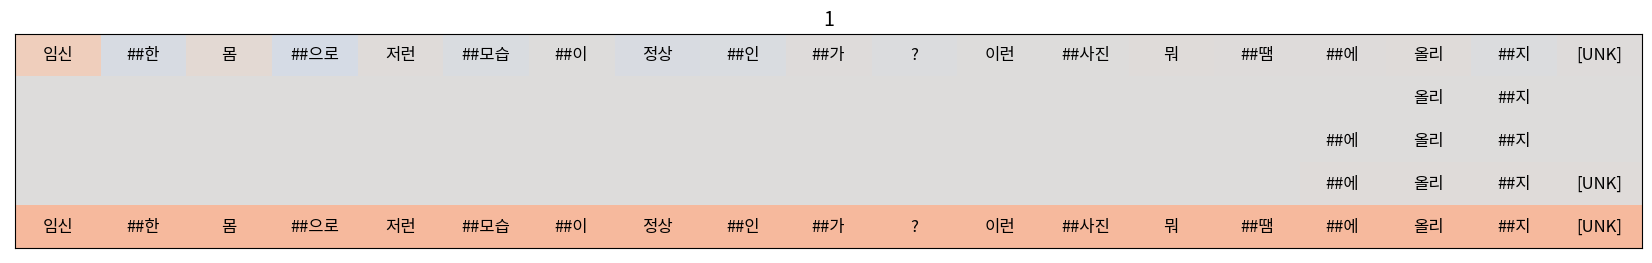 1
임신 ##한 몸 ##으로 저런 ##모습 ##이 정상 ##인 ##가 ? 이런 ##사진 뭐 ##땜 ##에 올리 ##지 [UNK]
올리 ##지
##에 올리 ##지
##에 올리 ##지 [UNK]
임신 ##한 몸 ##으로 저런 ##모습 ##이 정상 ##인 ##가 ? 이런 ##사진 뭐 ##땜 ##에 올리 ##지 [UNK]